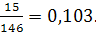 15/146 = 0,103.